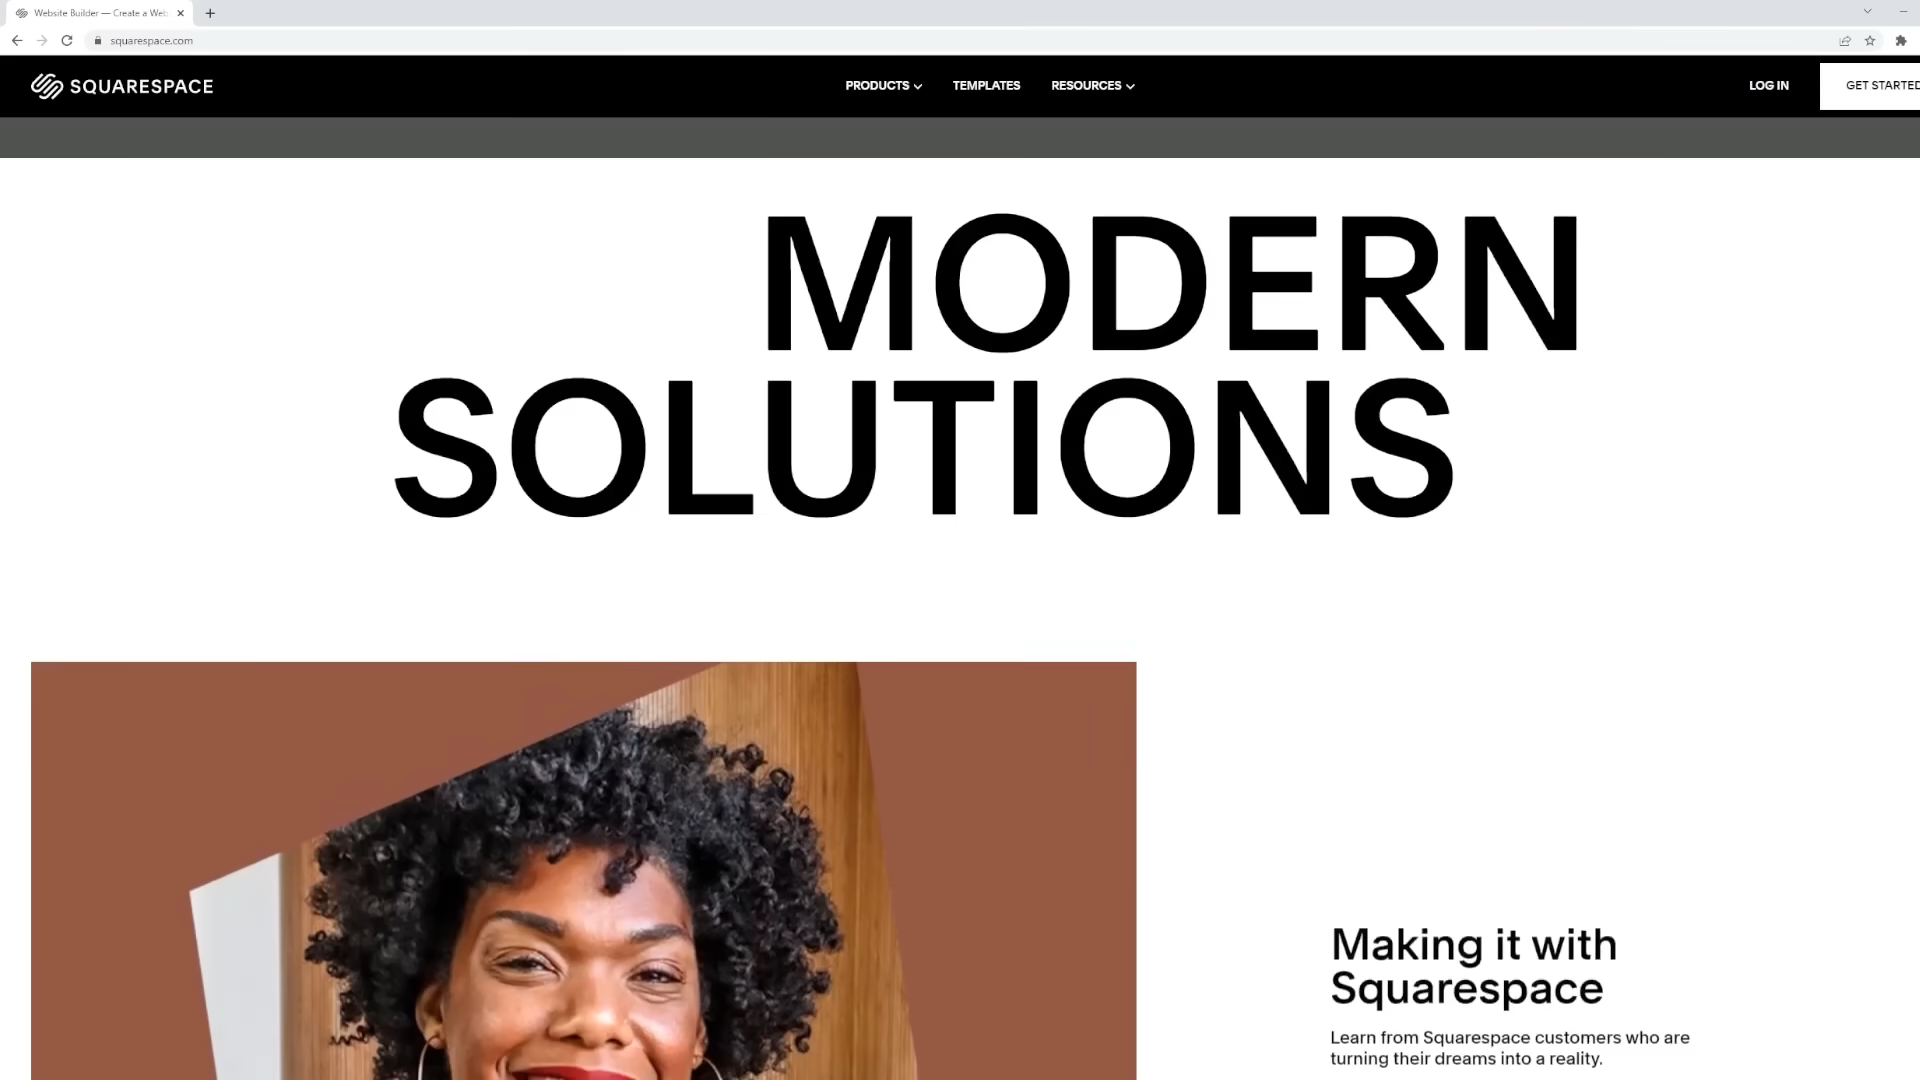 Website Builder — Create a Web
squarespace.com
SQUARESPACE
PRODUCTS
TEMPLATES
RESOURCES
LOG IN
GET STARTED
MODERN
SOLUTIONS
Making it with
Squarespace
Learn from Squarespace customers who are
turning their dreams into a reality.